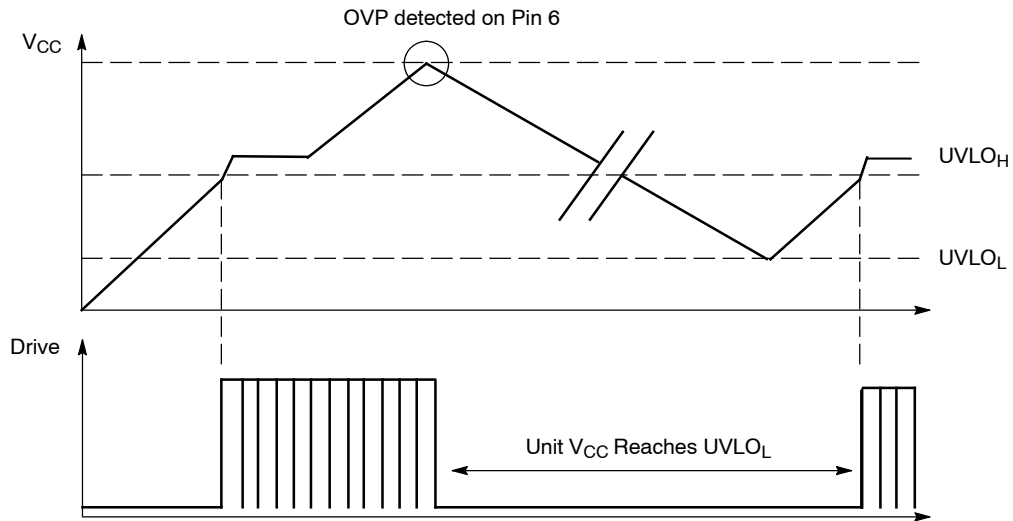 OVP detected on Pin 6
VCC
UVLOH
UVLOL
Drive
Unit VCC Reaches UVLOL